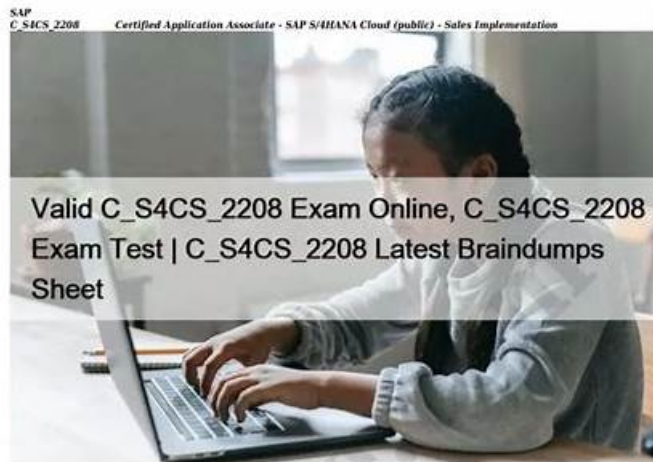 SAP
C_S4CS_2208 Certified Application Associate - SAP S/4HANA Cloud (public) - Sales Implementation
Valid C_S4CS_2208 Exam Online, C_S4CS_2208
Exam Test | C_S4CS_2208 Latest Braindumps
Sheet